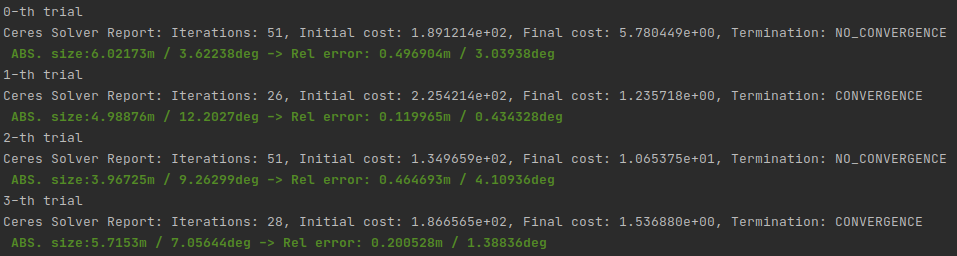 0-th trial
Ceres Solver Report: Iterations: 51, Initial cost: 1.891214e+02, Final cost: 5.780449e+00, Termination: NO_CONVERGENCE
ABS. size:6.02173m / 3.62238deg -> Rel error: 0.496904m / 3.03938deg
1-th trial
Ceres Solver Report: Iterations: 26, Initial cost: 2.254214e+02, Final cost: 1.235718e+00, Termination: CONVERGENCE
ABS. size:4.98876m / 12.2027deg -> Rel error: 0.119965m / 0.434328deg
2-th trial
Ceres Solver Report: Iterations: 51, Initial cost: 1.349659e+02, Final cost: 1.065375e+01, Termination: NO_CONVERGENCE
ABS. size:3.96725m / 9.26299deg -> Rel error: 0.464693m / 4.10936deg
3-th trial
Ceres Solver Report: Iterations: 28, Initial cost: 1.866565e+02, Final cost: 1.536880e+00, Termination: CONVERGENCE
ABS. size:5.7153m / 7.05644deg -> Rel error: 0.200528m / 1.38836deg